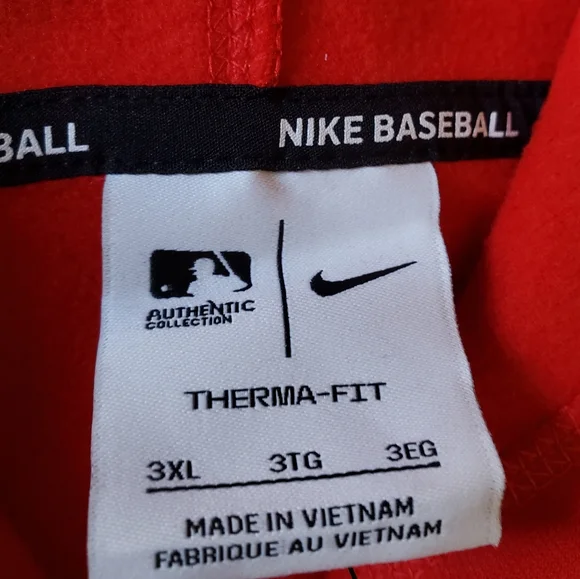 BALL NIKE BASEBALL
AUTHENTIC
COLLECTION
THERMA-FIT
3XL 3TG 3EG
MADE IN VIETNAM
FABRIQUE AU VIETNAM